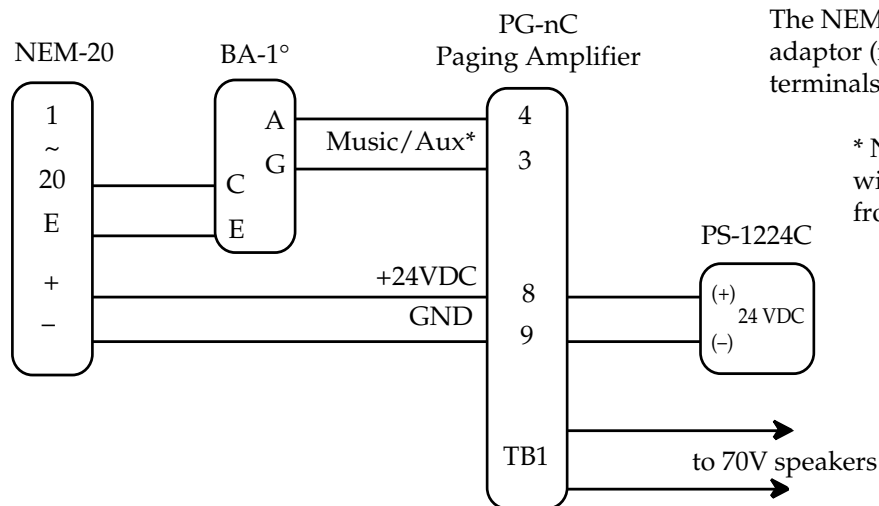 NEM-20
1
~
20
E
+
–
BA-1°
A
G
C
E
Music/Aux*
+24VDC
GND
PG-nC
Paging Amplifier
4
3
8
9
TB1
PS-1224C
(+)
24 VDC
(–)
to 70V speakers
The NEM
adaptor (
terminals
* N
wi
fro